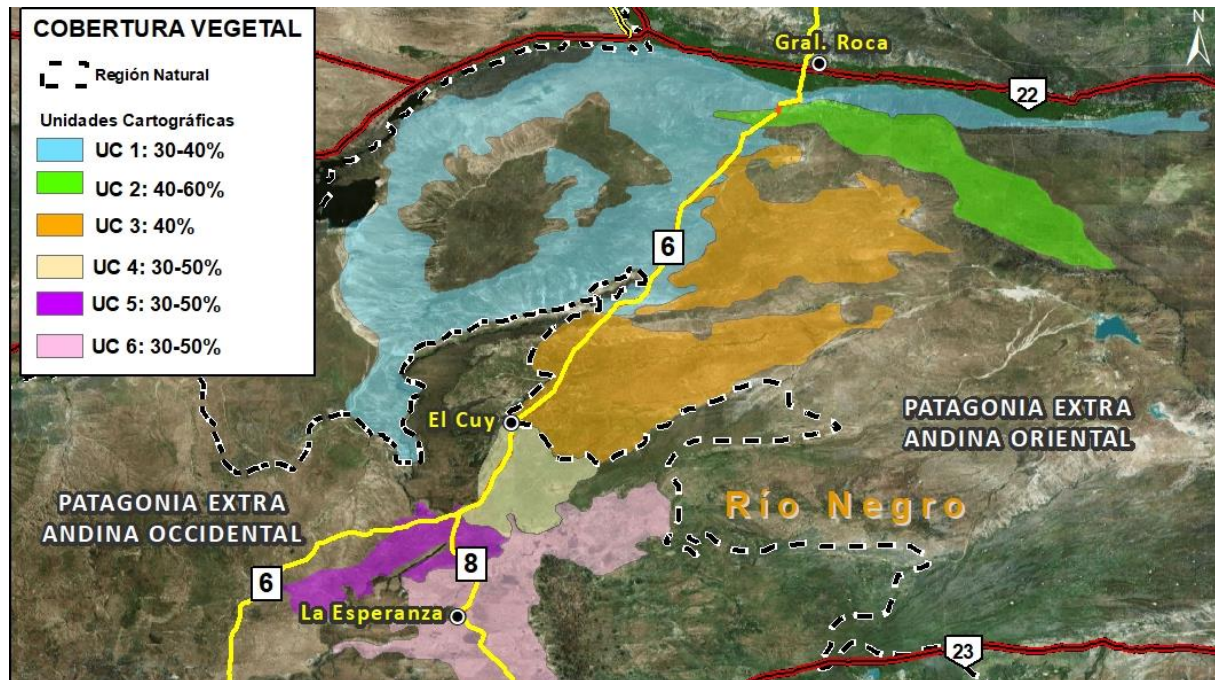 COBERTURA VEGETAL
Región Natural
Unidades Cartográficas
UC 1: 30-40%
UC 2: 40-60%
UC 3: 40%
UC 4: 30-50%
UC 5: 30-50%
UC 6: 30-50%
N
Gral. Roca
22
6
El Cuy
PATAGONIA EXTRA
ANDINA ORIENTAL
PATAGONIA EXTRA
ANDINA OCCIDENTAL
Río Negro
6
8
La Esperanza
23